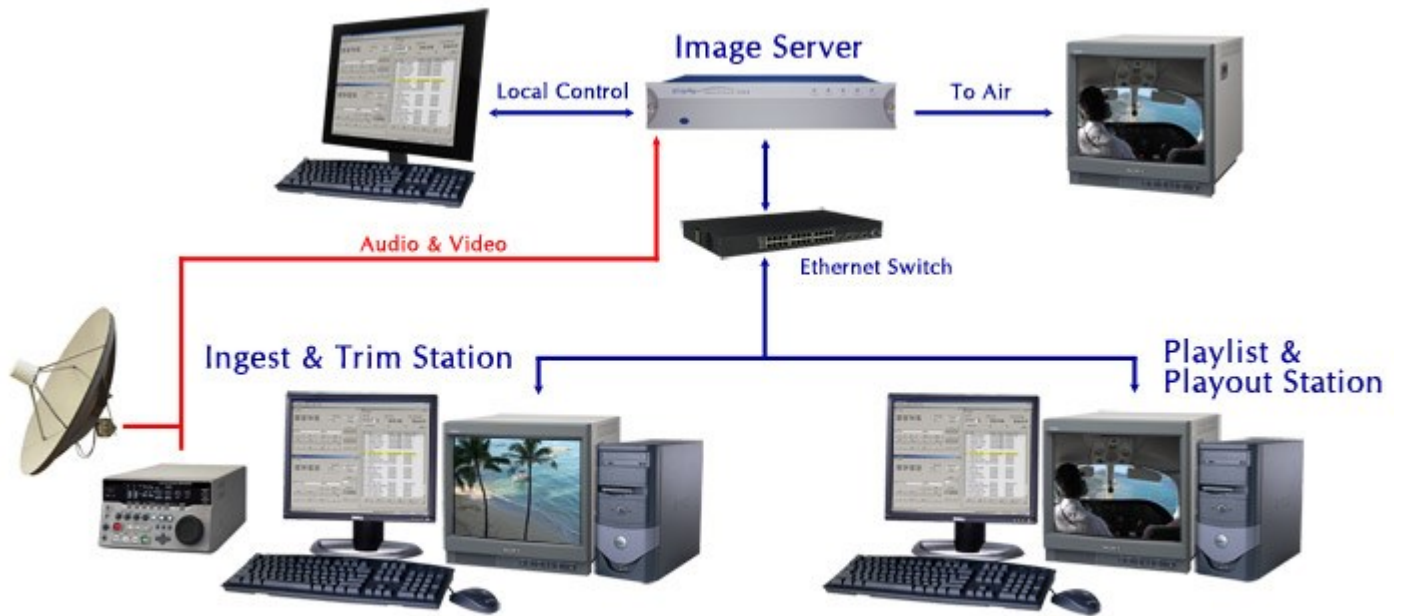 Image Server
Local Control
To Air
Audio & Video
Ethernet Switch
Ingest & Trim Station
Playlist &
Playout Station